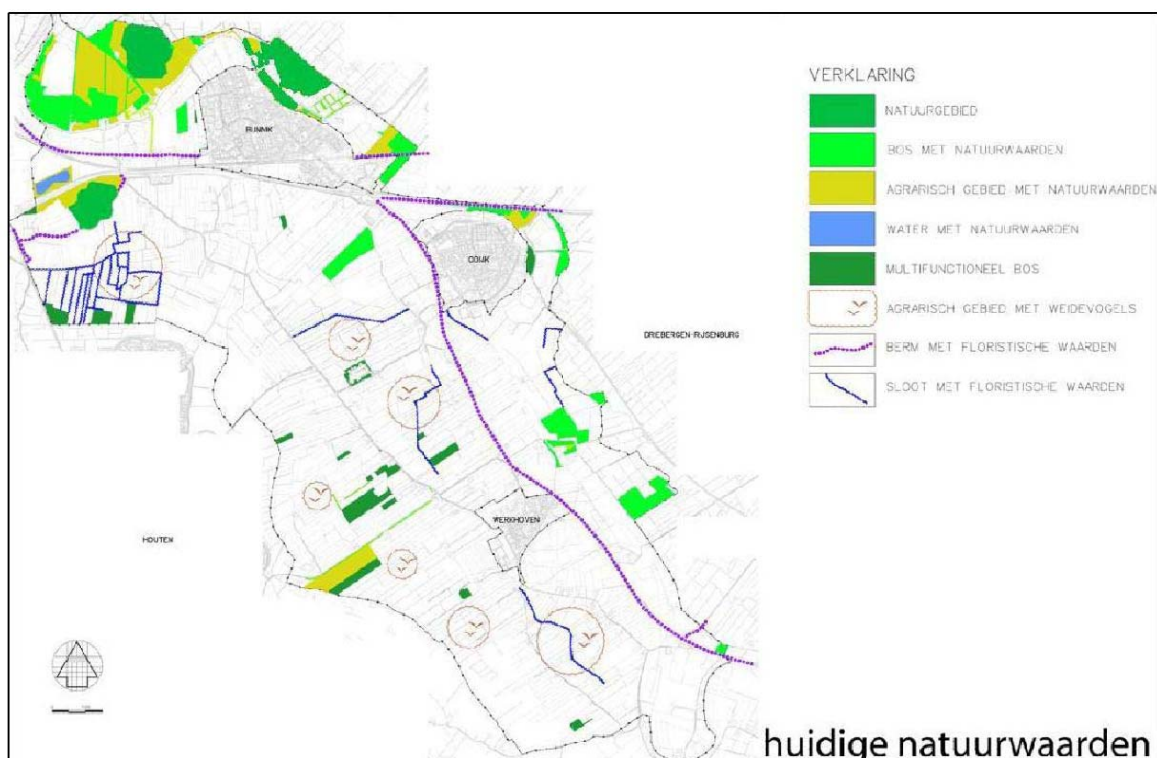 VERKLARING
NATUURGEBIED
BOS MET NATUURWAARDEN
AGRARISCH GEBIED MET NATUURWAARDEN
WATER MET NATUURWAARDEN
MULTIFUNCTIONEEL BOS
AGRARISCH GEBIED MET WEIDEVOGELS
BERM MET FLORISTISCHE WAARDEN
SLOOT MET FLORISTISCHE WAARDEN
BUNNIK
ODIJK
DRIEBERGEN-RIJSENBURG
WERKHOVEN
HOUTEN
huidige natuurwaarden